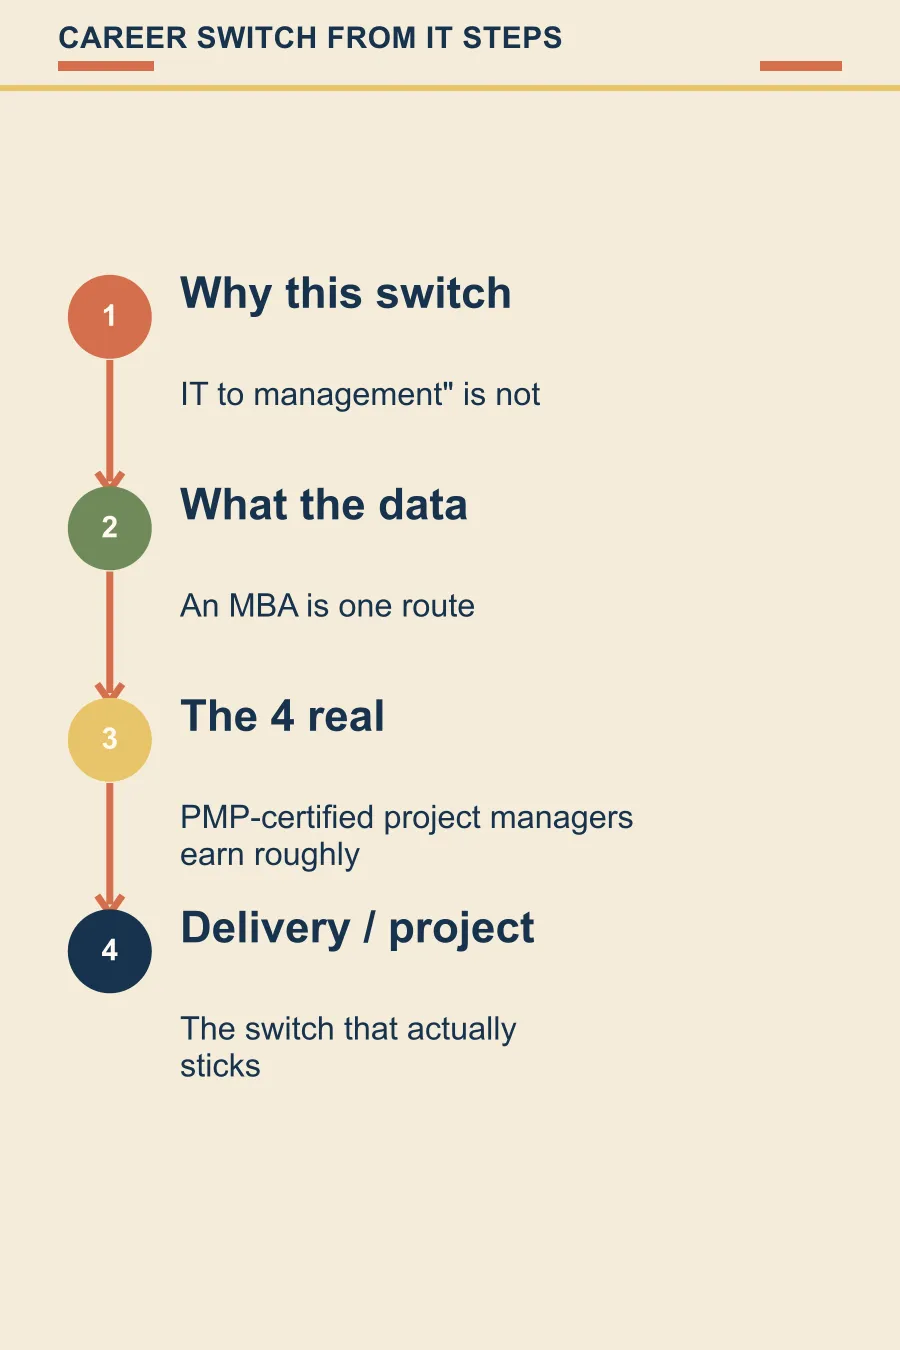 CAREER SWITCH FROM IT STEPS
1
Why this switch
IT to management" is not
2
What the data
An MBA is one route
3
The 4 real
PMP-certified project managers
earn roughly
4
Delivery / project
The switch that actually
sticks